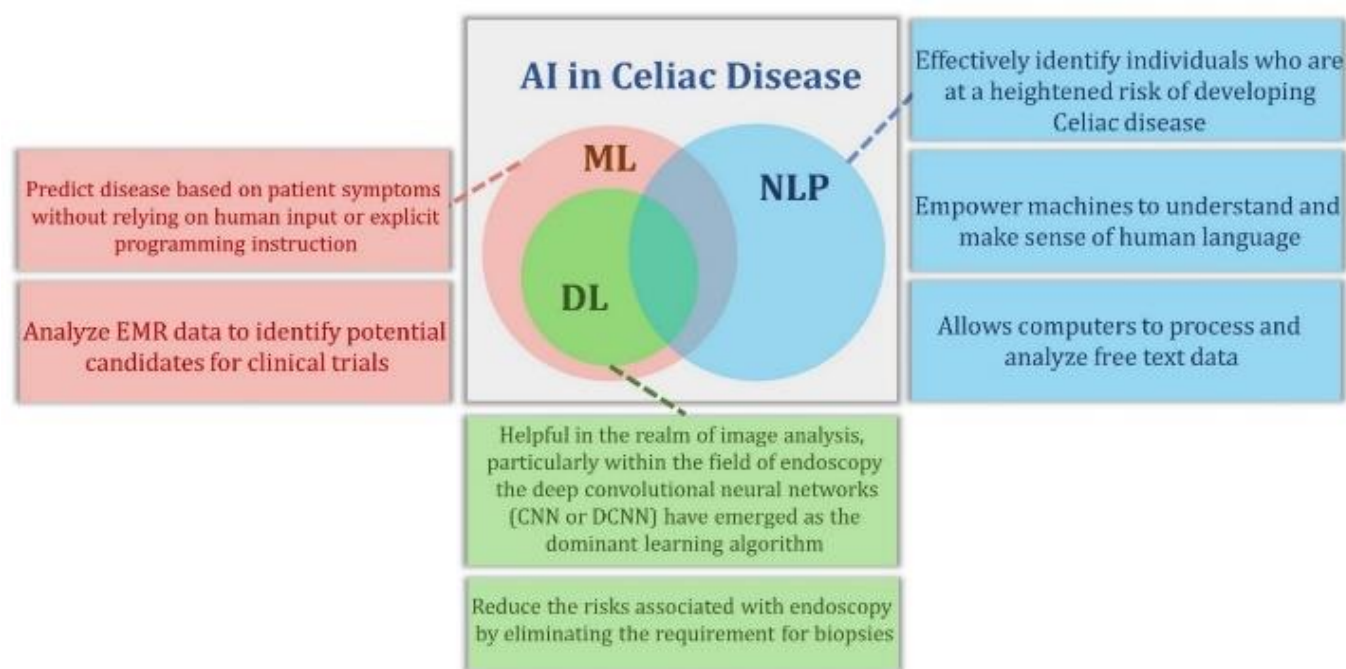 AI in Celiac Disease
ML
NLP
DL
Predict disease based on patient symptoms
without relying on human input or explicit
programming instruction
Analyze EMR data to identify potential
candidates for clinical trials
Effectively identify individuals who are
at a heightened risk of developing
Celiac disease
Empower machines to understand and
make sense of human language
Allows computers to process and
analyze free text data
Helpful in the realm of image analysis,
particularly within the field of endoscopy
the deep convolutional neural networks
(CNN or DCNN) have emerged as the
dominant learning algorithm
Reduce the risks associated with endoscopy
by eliminating the requirement for biopsies